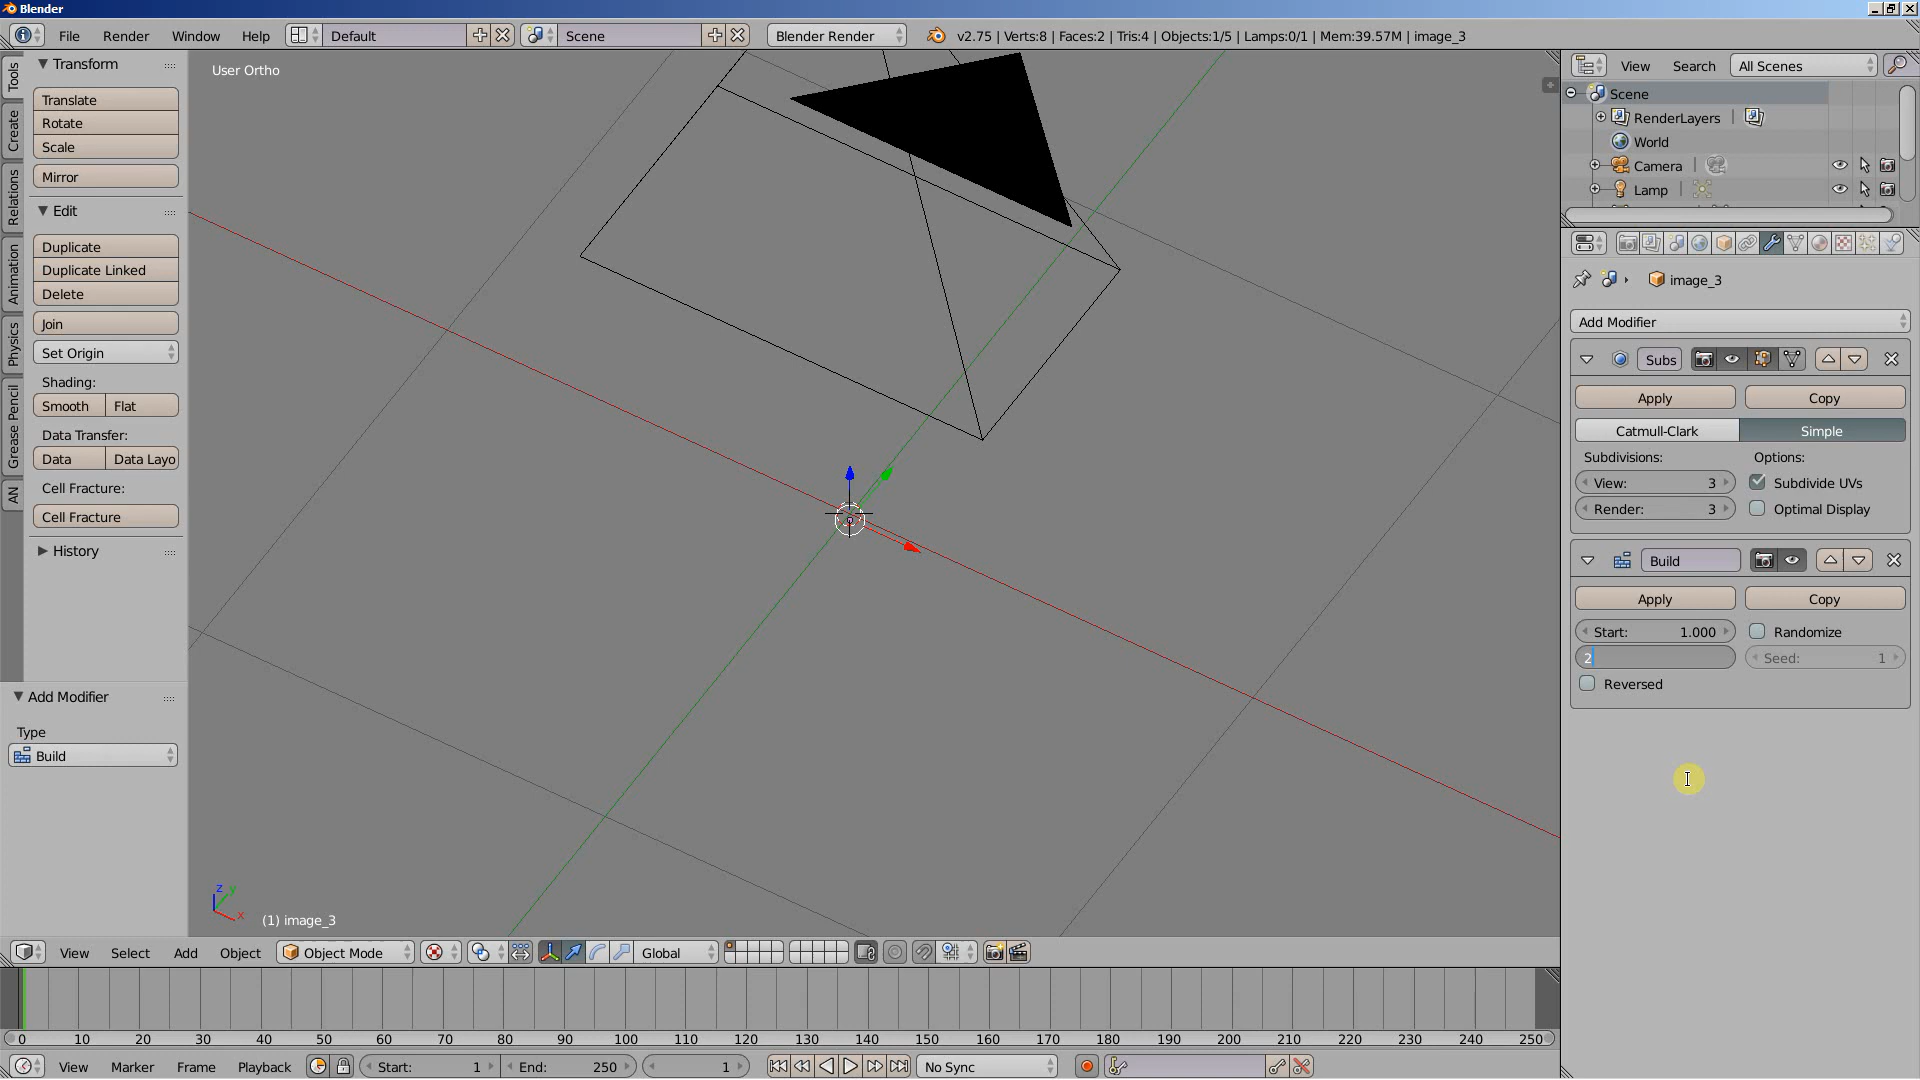 Blender
File Render Window Help Default Scene Blender Render v2.75 | Verts:8 | Faces:2 | Tris:4 | Objects:1/5 | Lamps:0/1 | Mem:39.57M | image_3
Tools
Create
Relations
Animation
Physics
Grease Pencil
AN
Transform
Translate
Rotate
Scale
Mirror
Edit
Duplicate
Duplicate Linked
Delete
Join
Set Origin
Shading:
Smooth Flat
Data Transfer:
Data Data Layo
Cell Fracture:
Cell Fracture
History
Add Modifier
Type
Build
User Ortho
z y
x
(1) image_3
View Search All Scenes
Scene
RenderLayers
World
Camera
Lamp
image_3
Add Modifier
Subs
Apply Copy
Catmull-Clark Simple
Subdivisions: Options:
View: 3 Subdivide UVs
Render: 3 Optimal Display
Build
Apply Copy
Start: 1.000 Randomize
2 Seed: 1
Reversed
View Select Add Object Object Mode Global
0 10 20 30 40 50 60 70 80 90 100 110 120 130 140 150 160 170 180 190 200 210 220 230 240 250
View Marker Frame Playback Start: 1 End: 250 1 No Sync